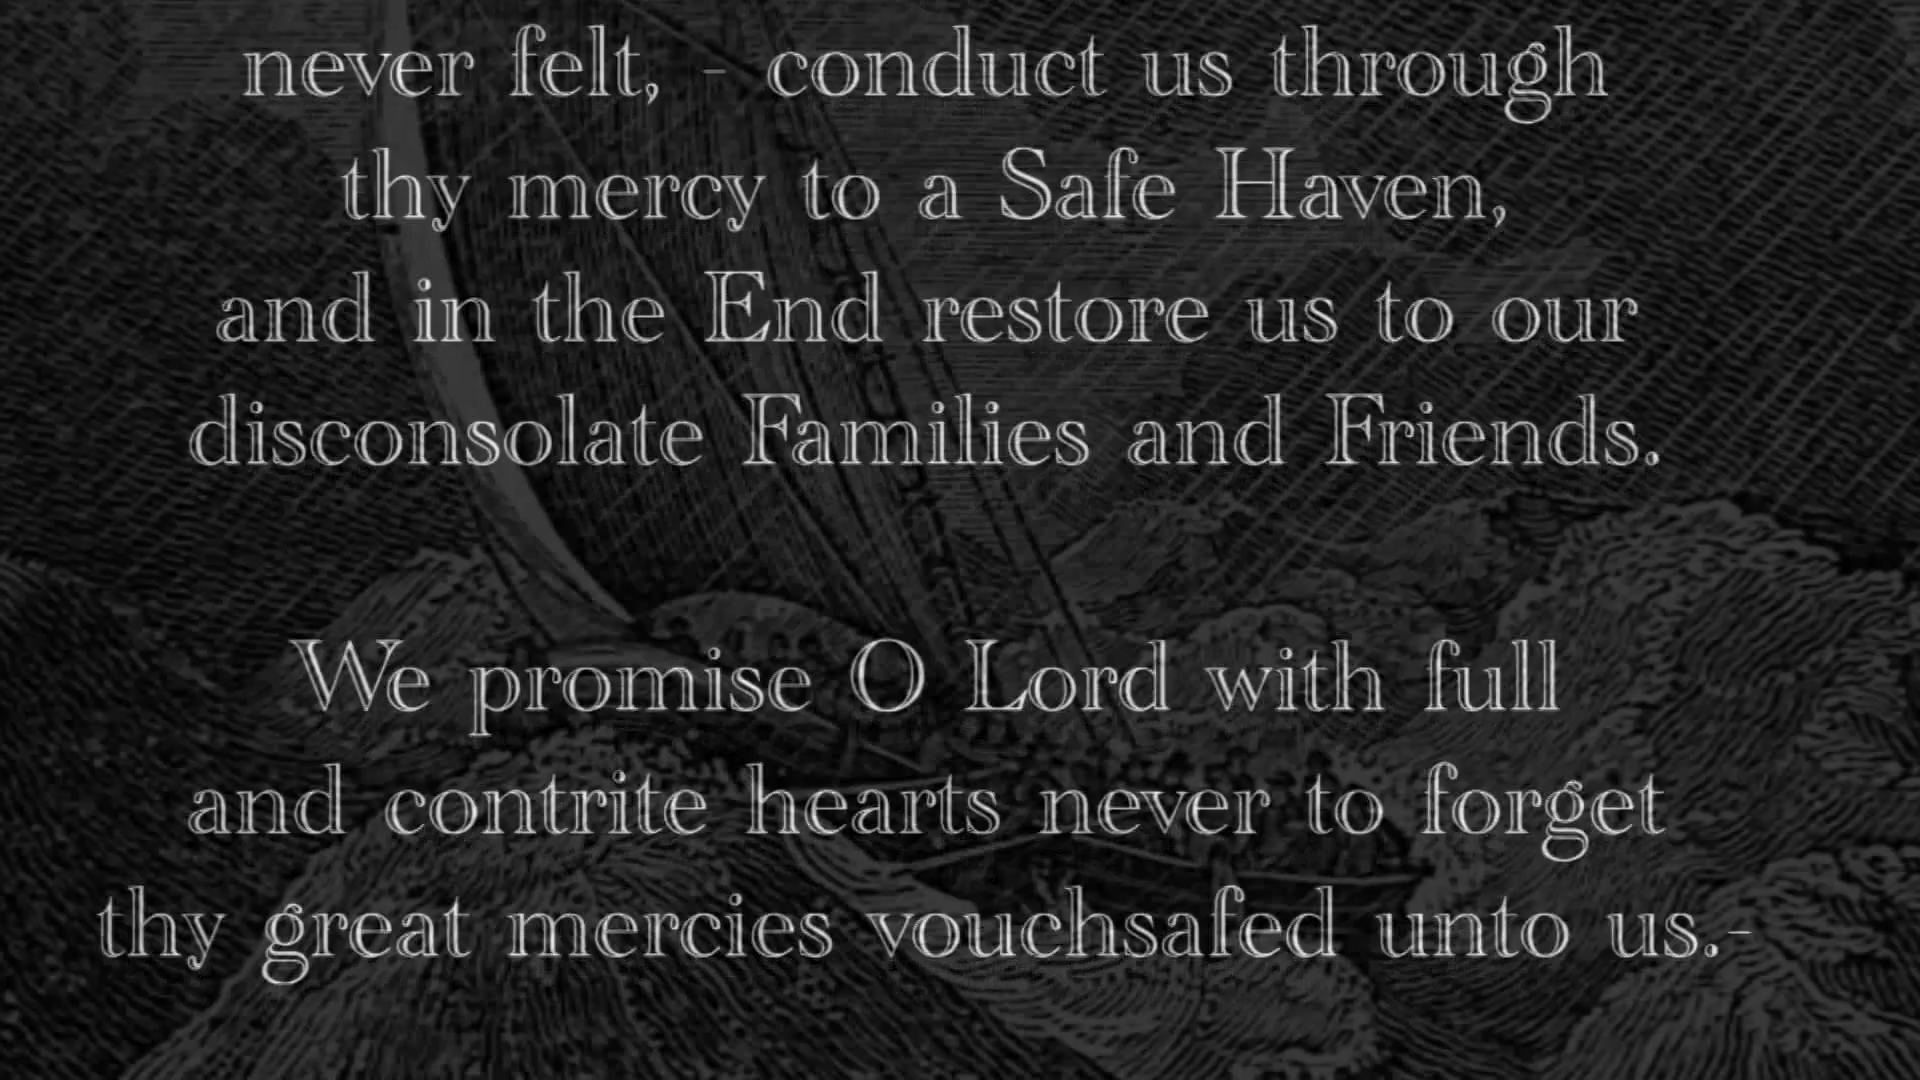 never felt, - conduct us through
thy mercy to a Safe Haven,
and in the End restore us to our
disconsolate Families and Friends.
We promise O Lord with full
and contrite hearts never to forget
thy great mercies vouchsafed unto us.-